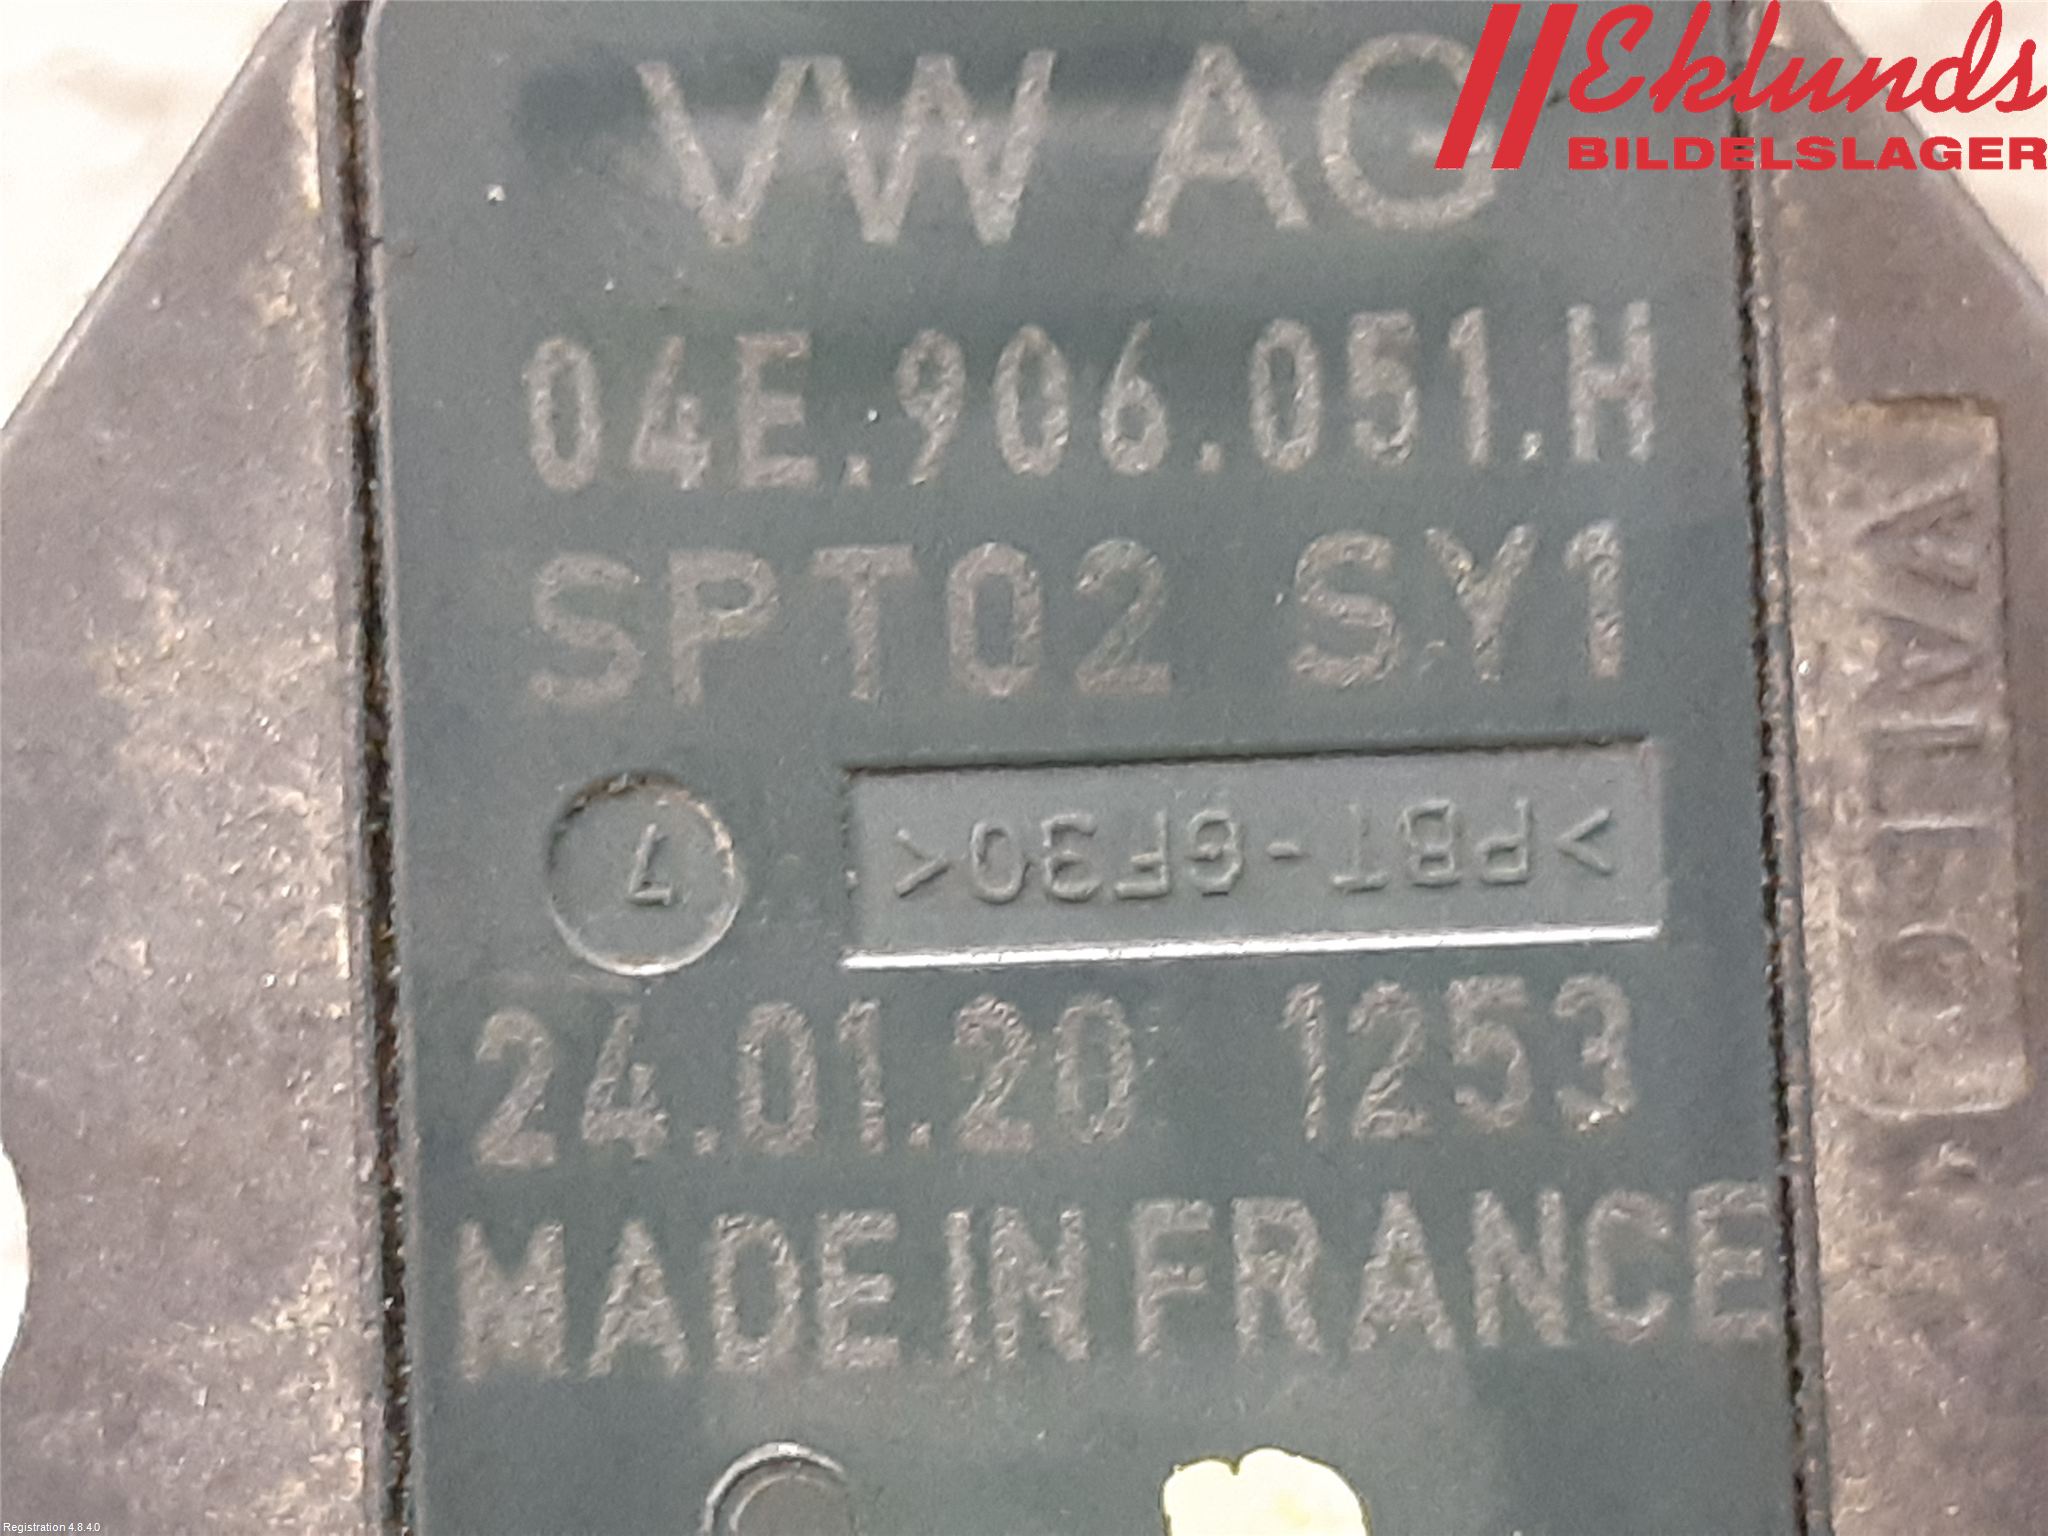 Eklunds
BILDELSLAGER
VW AG
04E.906.051.H
SPT02 SY1
7
>PBT-GF30<
24.01.20 1253
MADE IN FRANCE
VALEO
Registration 4.8.4.0